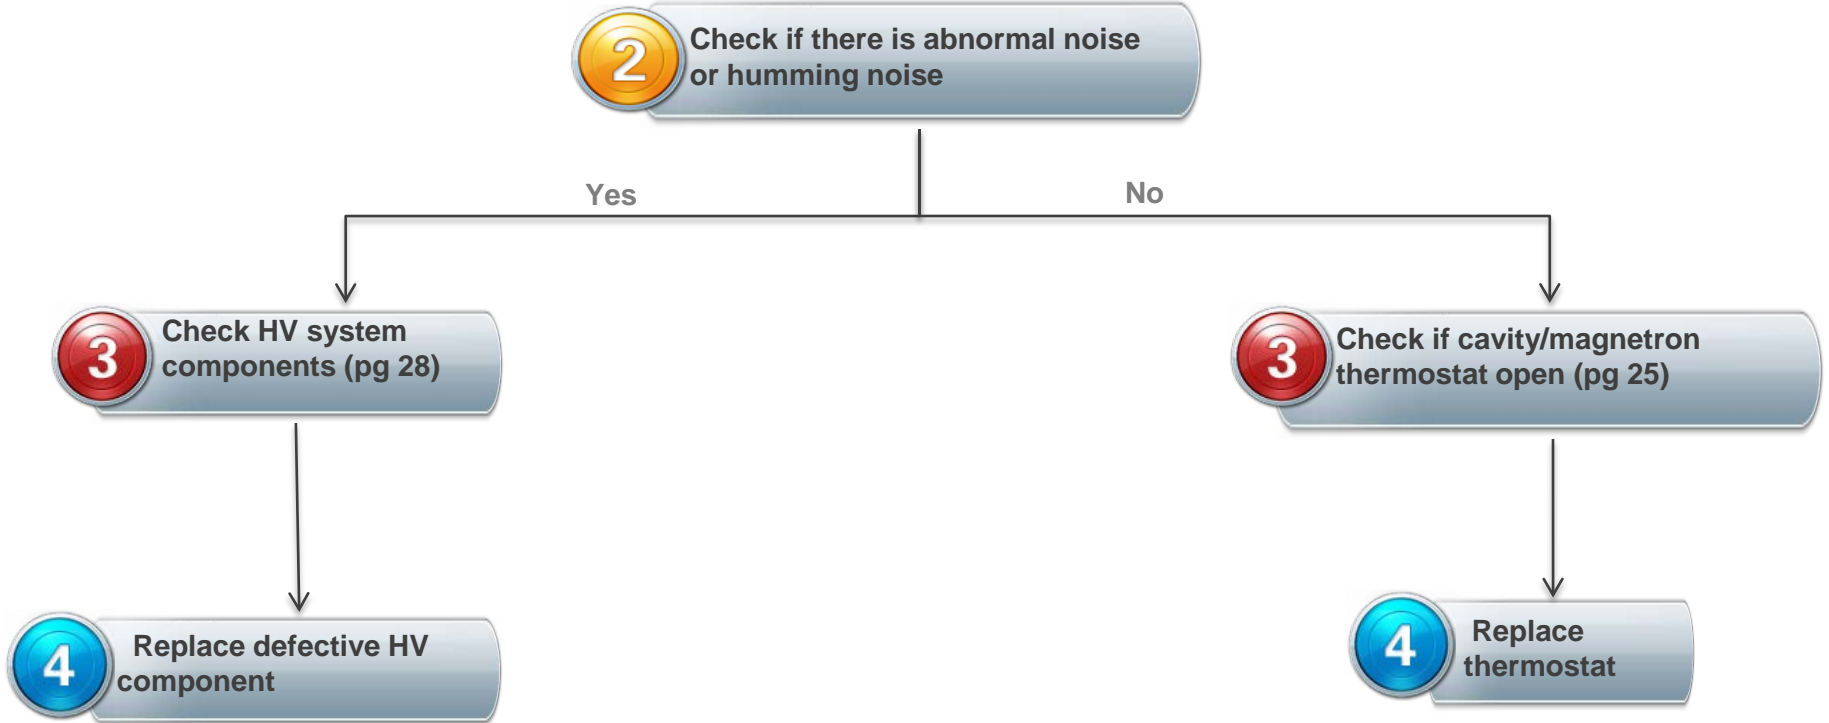 2
Check if there is abnormal noise
or humming noise
Yes
No
3
Check HV system
components (pg 28)
3
Check if cavity/magnetron
thermostat open (pg 25)
4
Replace defective HV
component
4
Replace
thermostat